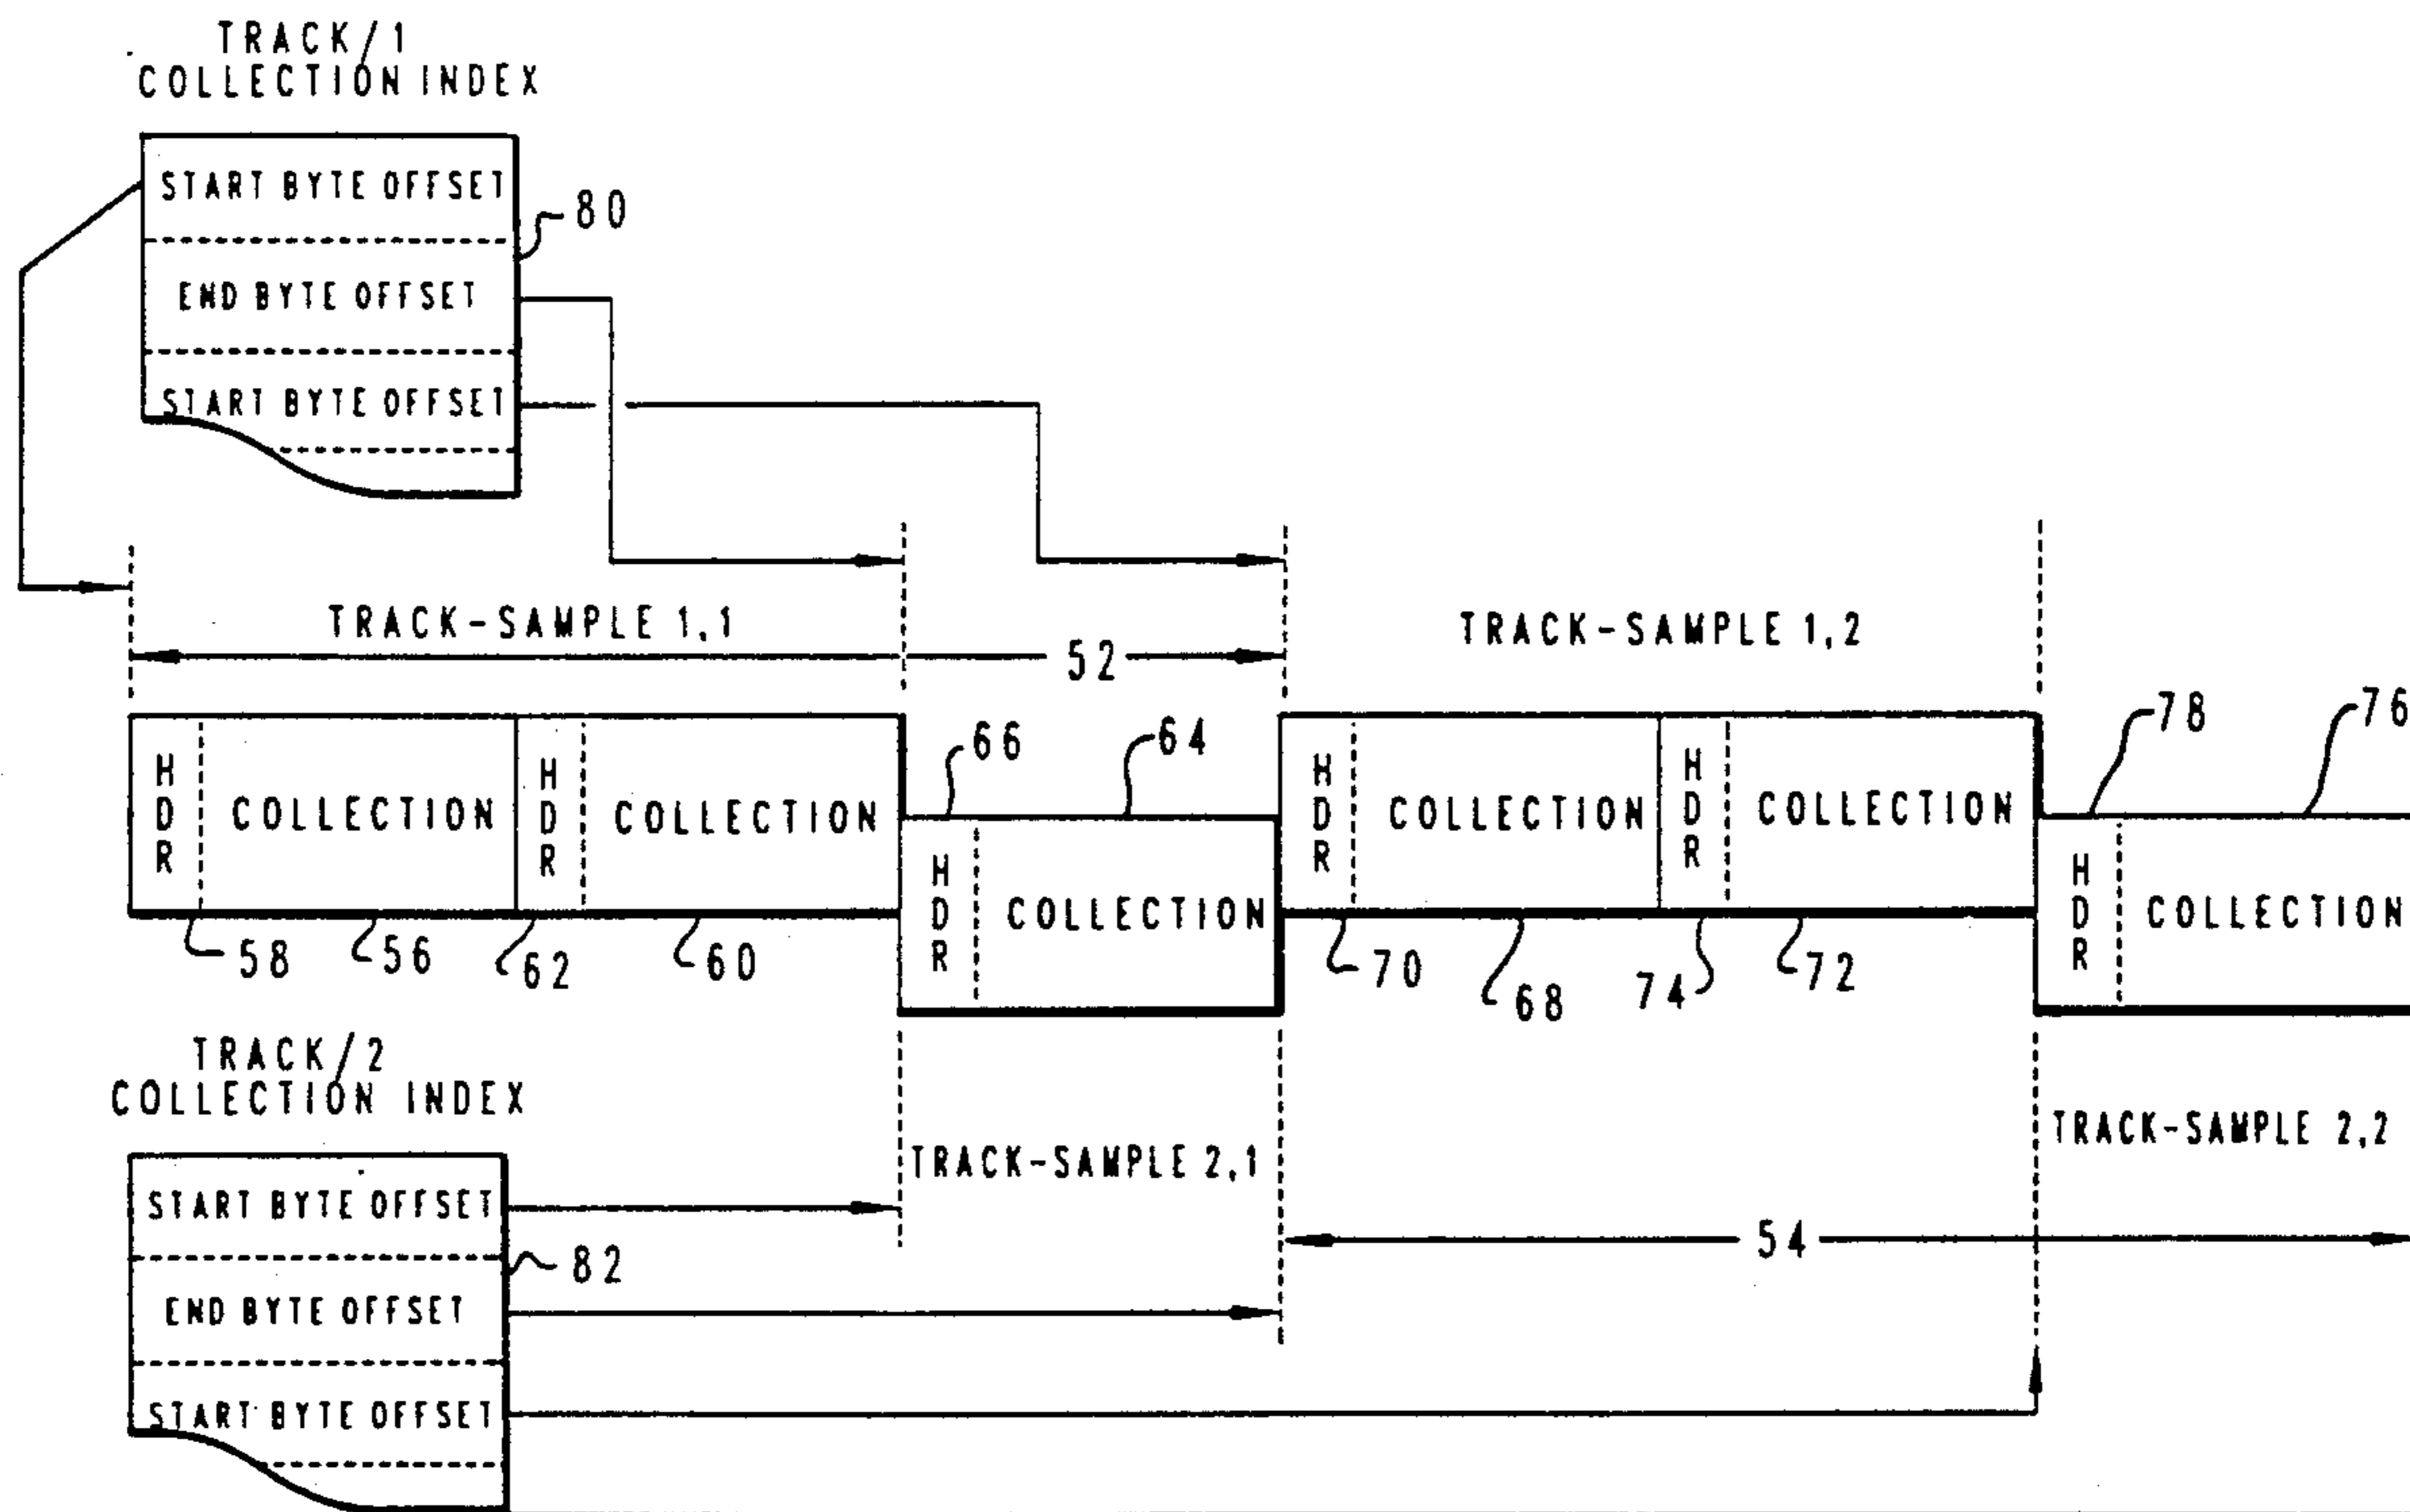 TRACK/1
COLLECTION INDEX
START BYTE OFFSET
80
END BYTE OFFSET
START BYTE OFFSET
TRACK-SAMPLE 1,1
52
TRACK-SAMPLE 1,2
66
64
78
76
HDR
COLLECTION
HDR
COLLECTION
HDR
COLLECTION
HDR
COLLECTION
HDR
COLLECTION
HDR
COLLECTION
58
56
62
60
70
68
74
72
TRACK/2
COLLECTION INDEX
TRACK-SAMPLE 2,1
TRACK-SAMPLE 2,2
START BYTE OFFSET
54
82
END BYTE OFFSET
START BYTE OFFSET